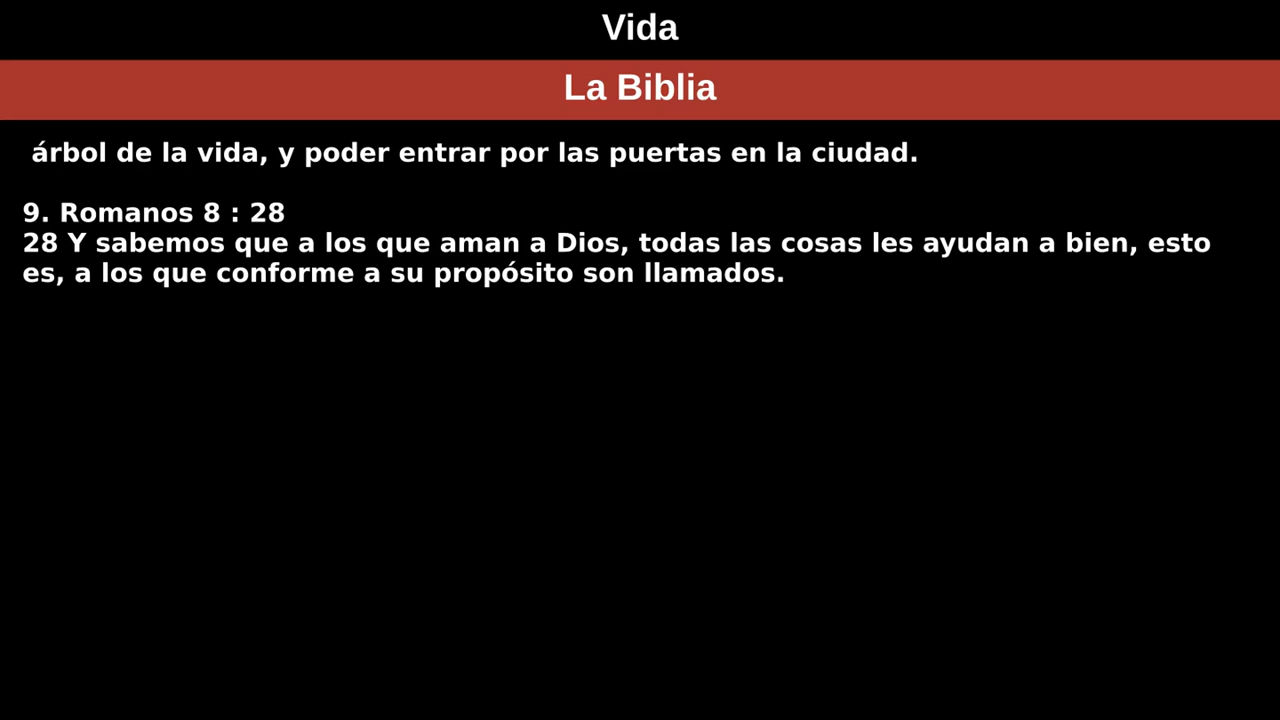 Vida
La Biblia
árbol de la vida, y poder entrar por las puertas en la ciudad.
9. Romanos 8 : 28
28 Y sabemos que a los que aman a Dios, todas las cosas les ayudan a bien, esto
es, a los que conforme a su propósito son llamados.